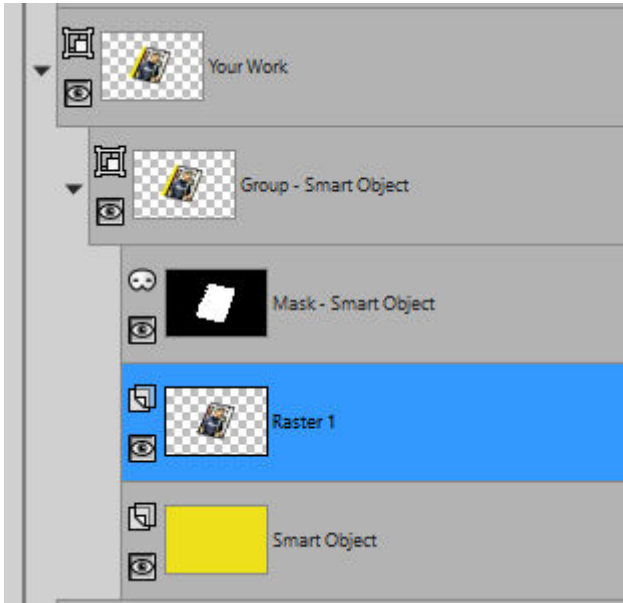 Your Work
Group - Smart Object
Mask - Smart Object
Raster 1
Smart Object